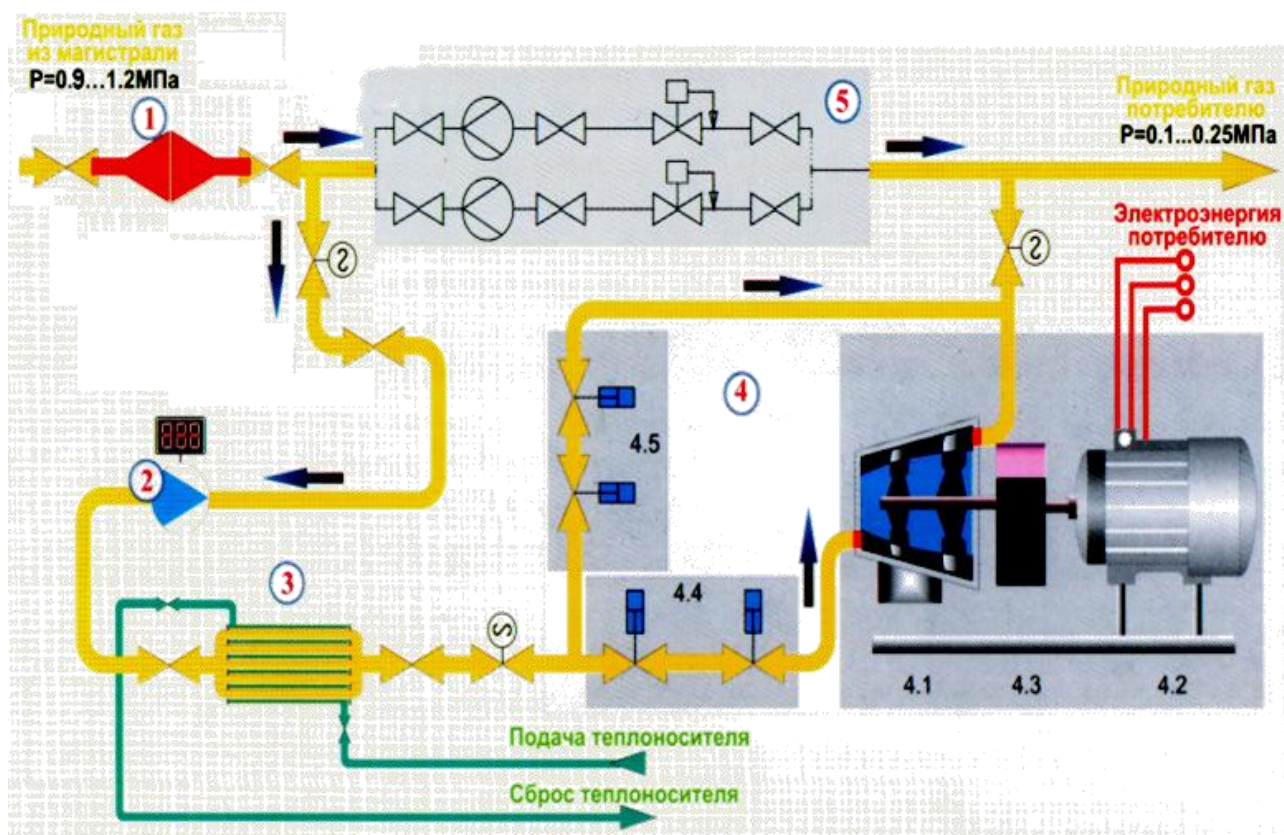 Природный газ
из магистрали
P=0.9...1.2МПа
1
5
Природный газ
потребителю
P=0.1...0.25МПа
Электроэнергия
потребителю
4
4.5
2
3
4.4
4.1
4.3
4.2
Подача теплоносителя
Сброс теплоносителя